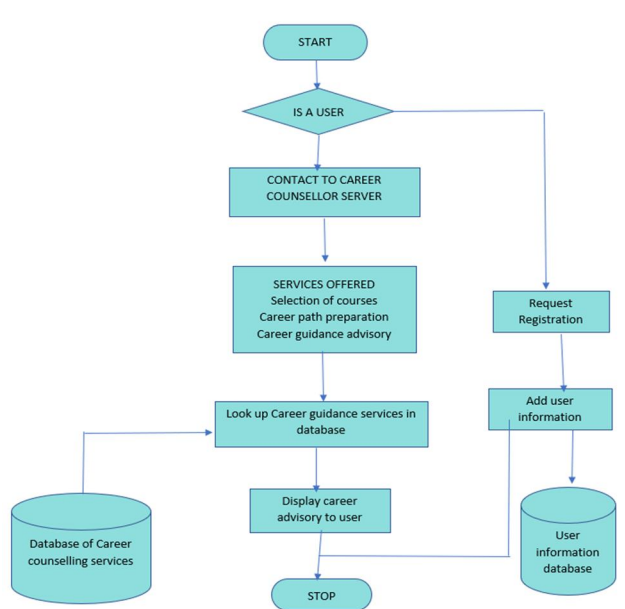 START
IS A USER
CONTACT TO CAREER
COUNSELLOR SERVER
SERVICES OFFERED
Selection of courses
Career path preparation
Career guidance advisory
Request
Registration
Look up Career guidance services in
database
Add user
information
Display career
advisory to user
Database of Career
counselling services
User
information
database
STOP